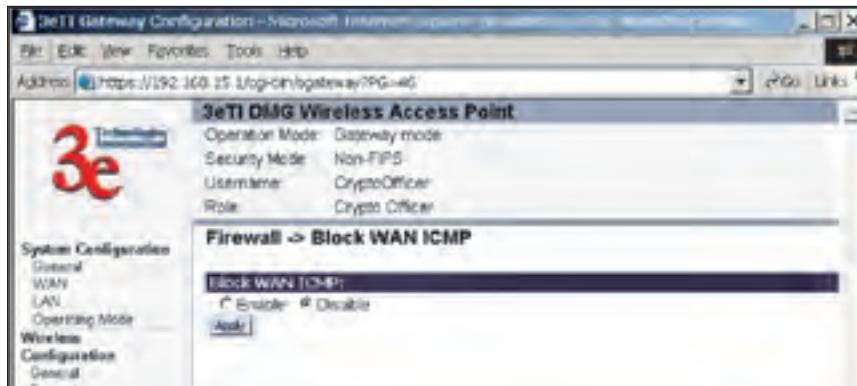 3eTI Gateway Configuration - Microsoft Internet
File Edit View Favorites Tools Help
Address https://192.168.15.1/cgi-bin/sgateway?PG=46
Go Links
3e
Technologies
3eTI DMG Wireless Access Point
Operation Mode: Gateway mode
Security Mode: Non-FIPS
Username: CryptoOfficer
Role: Crypto Officer
Firewall -> Block WAN ICMP
Block WAN ICMP:
Enable Disable
Apply
System Configuration
General
WAN
LAN
Operating Mode
Wireless
Configuration
General